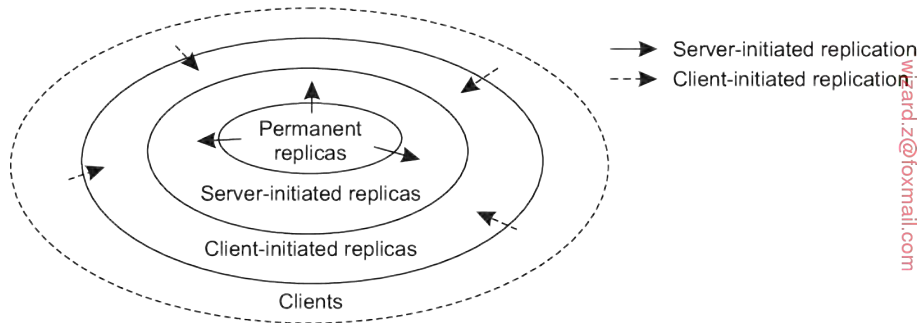 Server-initiated replication
Client-initiated replication
Permanent
replicas
Server-initiated replicas
Client-initiated replicas
Clients
wizard.z@foxmail.com